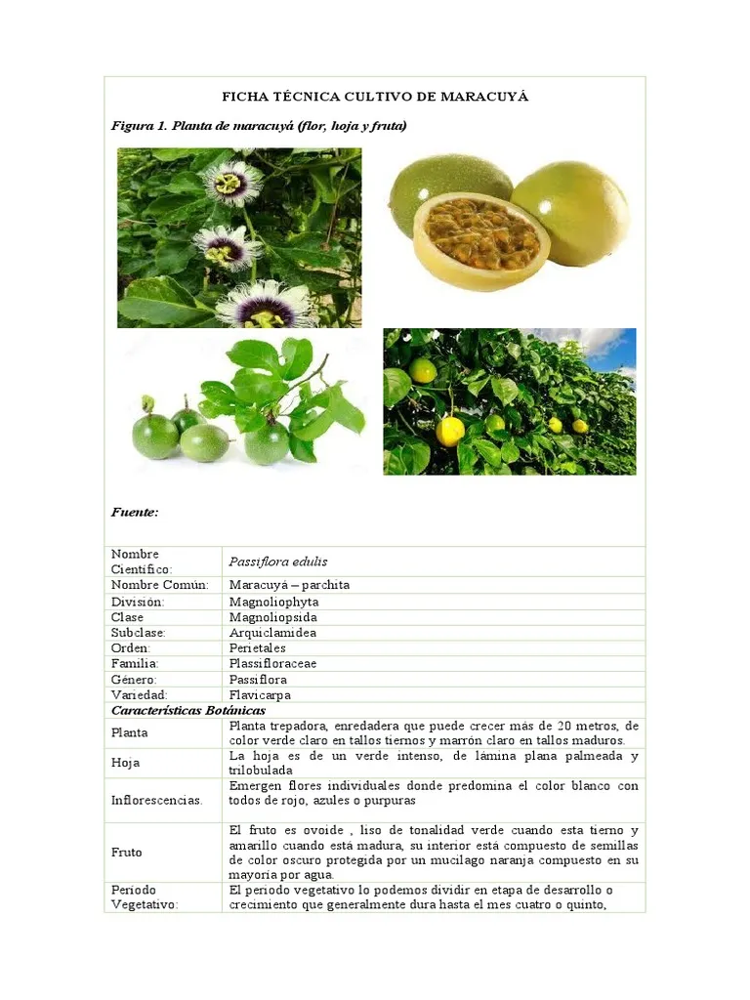 FICHA TÉCNICA CULTIVO DE MARACUYÁ
Figura 1. Planta de maracuyá (flor, hoja y fruta)
Fuente:
Nombre
Científico:
Passiflora edulis
Nombre Común:
Maracuyá – parchita
División:
Magnoliophyta
Clase
Magnoliopsida
Subclase:
Arquiclamidea
Orden:
Perietales
Familia:
Plassifloraceae
Género:
Passiflora
Variedad:
Flavicarpa
Características Botánicas
Planta
Planta trepadora, enredadera que puede crecer más de 20 metros, de
color verde claro en tallos tiernos y marrón claro en tallos maduros.
Hoja
La hoja es de un verde intenso, de lámina plana palmeada y
trilobulada
Inflorescencias.
Emergen flores individuales donde predomina el color blanco con
todos de rojo, azules o purpuras
Fruto
El fruto es ovoide , liso de tonalidad verde cuando esta tierno y
amarillo cuando está madura, su interior está compuesto de semillas
de color oscuro protegida por un mucilago naranja compuesto en su
mayoría por agua.
Período
Vegetativo:
El periodo vegetativo lo podemos dividir en etapa de desarrollo o
crecimiento que generalmente dura hasta el mes cuatro o quinto,